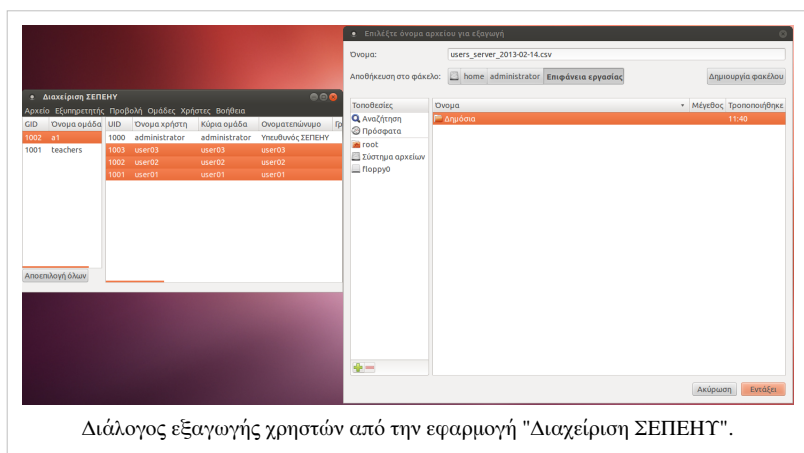 Διαχείριση ΣΕΠΕΗΥ
Αρχείο Εξυπηρετητής Προβολή Ομάδες Χρήστες Βοήθεια
GID Όνομα ομάδα
1002 a1
1001 teachers
Αποεπιλογή όλων
UID Όνομα χρήστη Κύρια ομάδα Ονοματεπώνυμο Γρ
1000 administrator administrator Υπευθυνός ΣΕΠΕΗΥ
1003 user03 user03 user03
1002 user02 user02 user02
1001 user01 user01 user01
Επιλέξτε όνομα αρχείου για εξαγωγή
Όνομα: users_server_2013-02-14.csv
Αποθήκευση στο φάκελο: home administrator Επιφάνεια εργασίας Δημιουργία φακέλου
Τοποθεσίες
Αναζήτηση
Πρόσφατα
root
Σύστημα αρχείων
floppy0
Όνομα Μέγεθος Τροποποιήθηκε
Δημόσια 11:40
Ακύρωση Εντάξει
Διάλογος εξαγωγής χρηστών από την εφαρμογή "Διαχείριση ΣΕΠΕΗΥ".